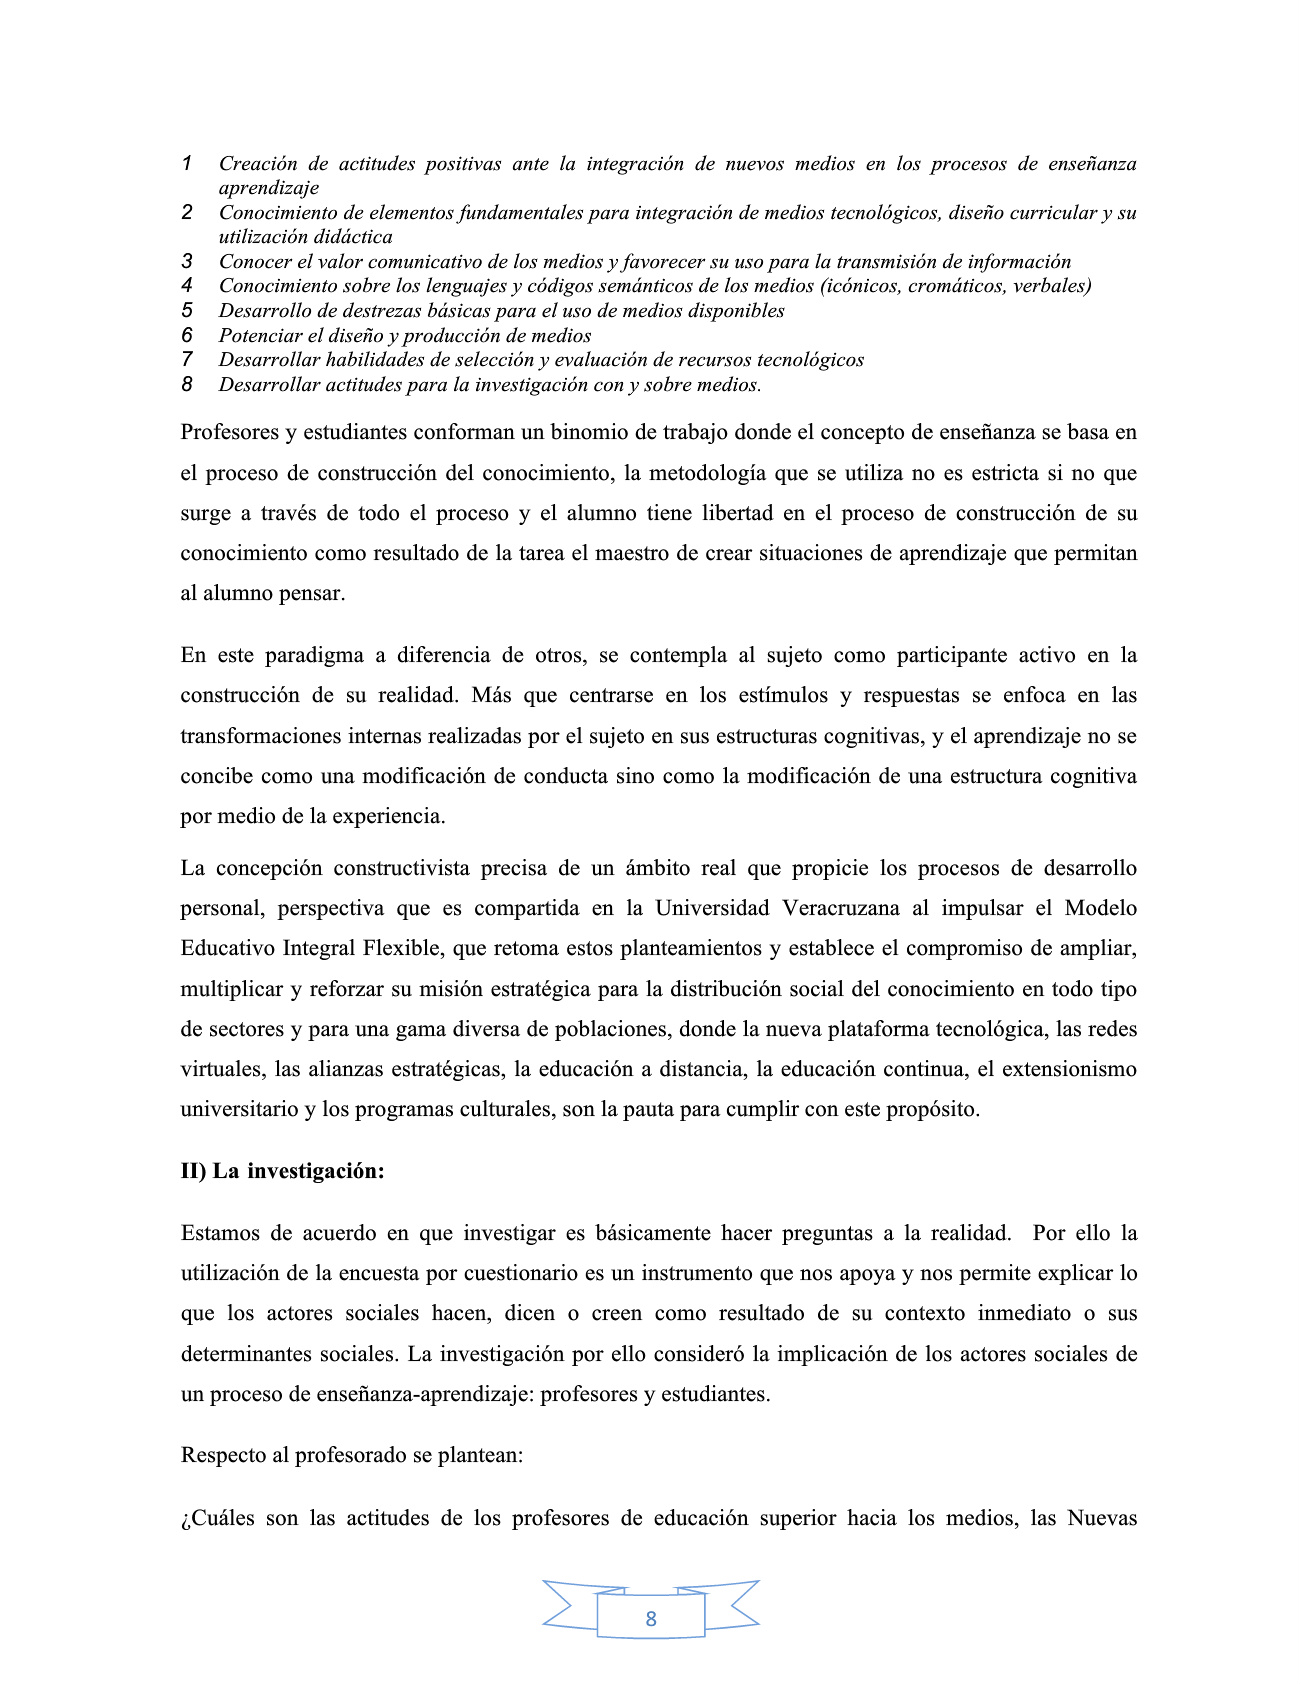 1 Creación de actitudes positivas ante la integración de nuevos medios en los procesos de enseñanza
aprendizaje
2 Conocimiento de elementos fundamentales para integración de medios tecnológicos, diseño curricular y su
utilización didáctica
3 Conocer el valor comunicativo de los medios y favorecer su uso para la transmisión de información
4 Conocimiento sobre los lenguajes y códigos semánticos de los medios (icónicos, cromáticos, verbales)
5 Desarrollo de destrezas básicas para el uso de medios disponibles
6 Potenciar el diseño y producción de medios
7 Desarrollar habilidades de selección y evaluación de recursos tecnológicos
8 Desarrollar actitudes para la investigación con y sobre medios.
Profesores y estudiantes conforman un binomio de trabajo donde el concepto de enseñanza se basa en
el proceso de construcción del conocimiento, la metodología que se utiliza no es estricta si no que
surge a través de todo el proceso y el alumno tiene libertad en el proceso de construcción de su
conocimiento como resultado de la tarea el maestro de crear situaciones de aprendizaje que permitan
al alumno pensar.
En este paradigma a diferencia de otros, se contempla al sujeto como participante activo en la
construcción de su realidad. Más que centrarse en los estímulos y respuestas se enfoca en las
transformaciones internas realizadas por el sujeto en sus estructuras cognitivas, y el aprendizaje no se
concibe como una modificación de conducta sino como la modificación de una estructura cognitiva
por medio de la experiencia.
La concepción constructivista precisa de un ámbito real que propicie los procesos de desarrollo
personal, perspectiva que es compartida en la Universidad Veracruzana al impulsar el Modelo
Educativo Integral Flexible, que retoma estos planteamientos y establece el compromiso de ampliar,
multiplicar y reforzar su misión estratégica para la distribución social del conocimiento en todo tipo
de sectores y para una gama diversa de poblaciones, donde la nueva plataforma tecnológica, las redes
virtuales, las alianzas estratégicas, la educación a distancia, la educación continua, el extensionismo
universitario y los programas culturales, son la pauta para cumplir con este propósito.
II) La investigación:
Estamos de acuerdo en que investigar es básicamente hacer preguntas a la realidad. Por ello la
utilización de la encuesta por cuestionario es un instrumento que nos apoya y nos permite explicar lo
que los actores sociales hacen, dicen o creen como resultado de su contexto inmediato o sus
determinantes sociales. La investigación por ello consideró la implicación de los actores sociales de
un proceso de enseñanza-aprendizaje: profesores y estudiantes.
Respecto al profesorado se plantean:
¿Cuáles son las actitudes de los profesores de educación superior hacia los medios, las Nuevas
8